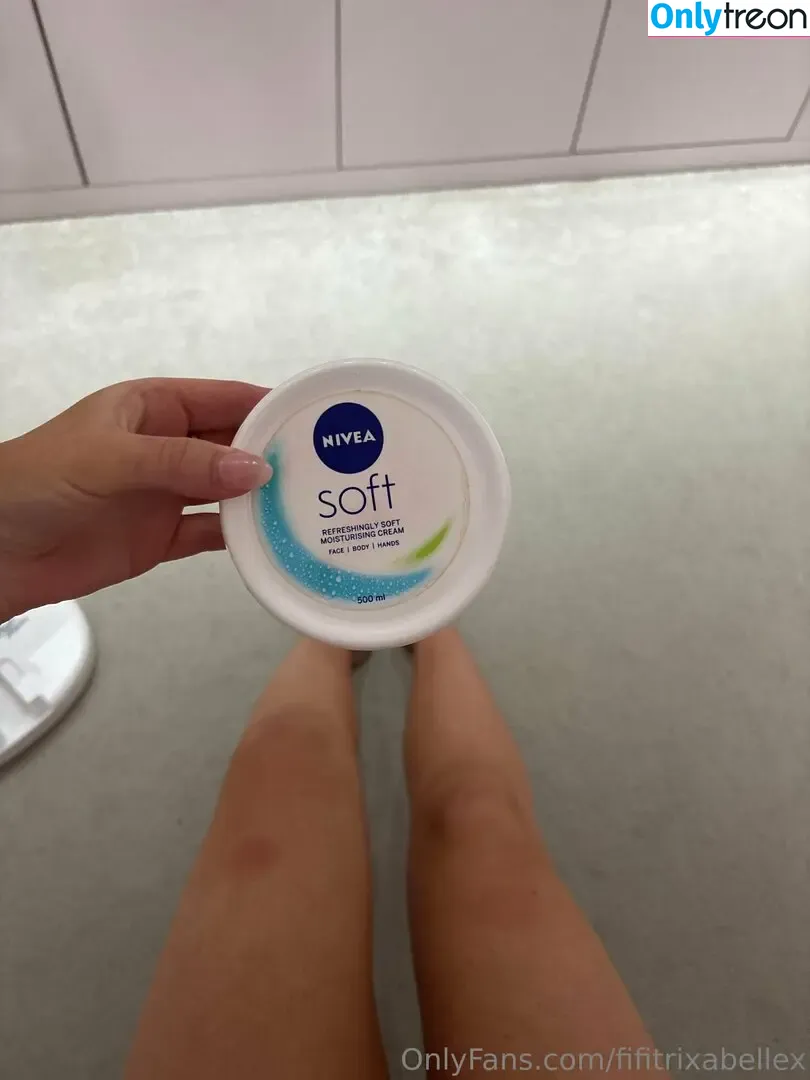 Onlytreon
NIVEA
soft
REFRESHINGLY SOFT
MOISTURISING CREAM
FACE | BODY | HANDS
500 ml
OnlyFans.com/fifitrixabellex